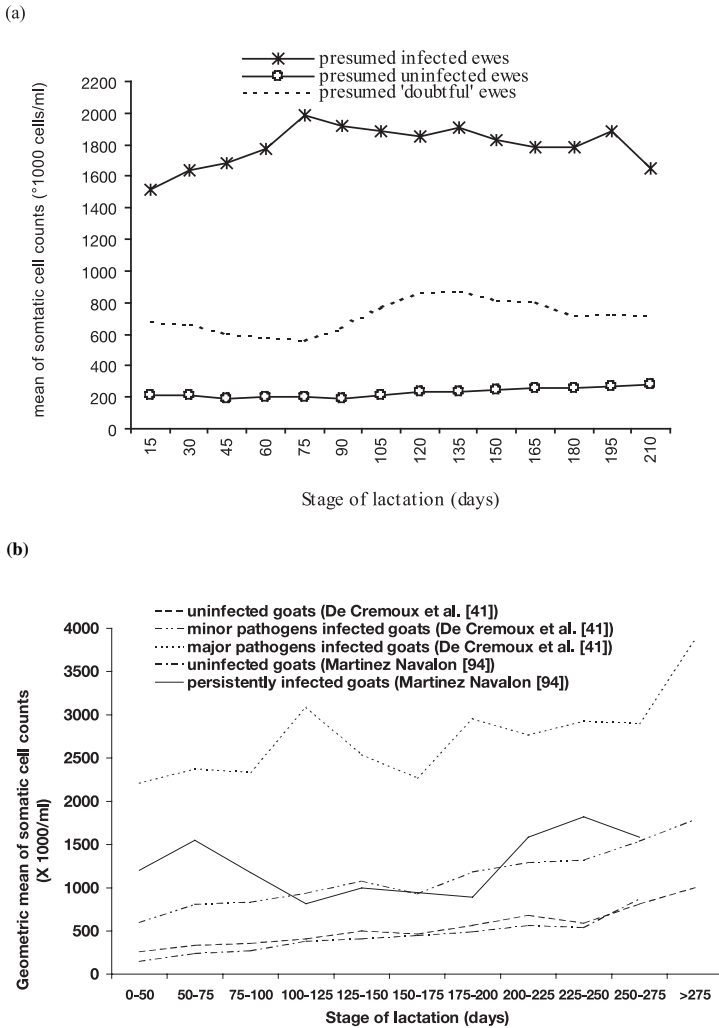 (a)
presumed infected ewes
presumed uninfected ewes
presumed 'doubtful' ewes
mean of somtatic cell counts (°1000 cells/ml)
2200
2000
1800
1600
1400
1200
1000
800
600
400
200
0
15 30 45 60 75 90 105 120 135 150 165 180 195 210
Stage of lactation (days)
(b)
uninfected goats (De Cremoux et al. [41])
minor pathogens infected goats (De Cremoux et al. [41])
major pathogens infected goats (De Cremoux et al. [41])
uninfected goats (Martinez Navalon [94])
persistently infected goats (Martinez Navalon [94])
Geometric mean of somatic cell counts
(X 1000/ml)
4000
3500
3000
2500
2000
1500
1000
500
0
0-50 50-75 75-100 100-125 125-150 150-175 175-200 200-225 225-250 250-275 >275
Stage of lactation (days)